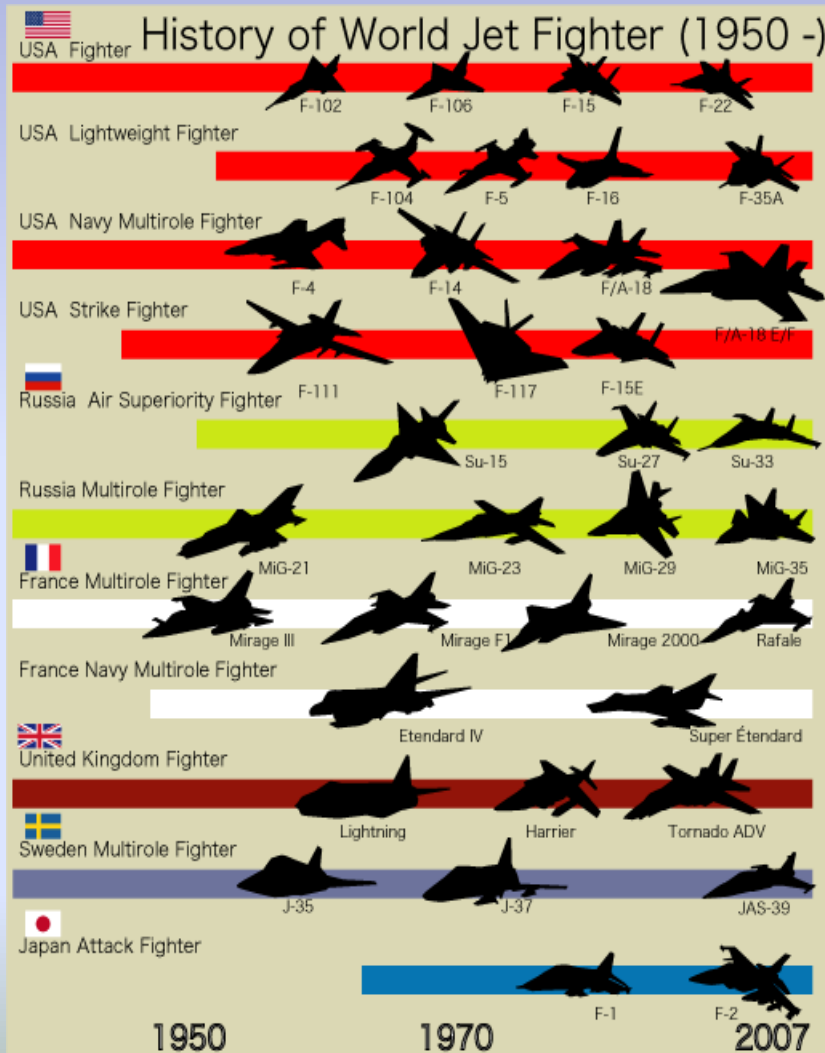 History of World Jet Fighter (1950 -)
USA Fighter
F-102 F-106 F-15 F-22
USA Lightweight Fighter
F-104 F-5 F-16 F-35A
USA Navy Multirole Fighter
F-4 F-14 F/A-18
F/A-18 E/F
USA Strike Fighter
F-111 F-117 F-15E
Russia Air Superiority Fighter
Su-15 Su-27 Su-33
Russia Multirole Fighter
MiG-21 MiG-23 MiG-29 MiG-35
France Multirole Fighter
Mirage III Mirage F1 Mirage 2000 Rafale
France Navy Multirole Fighter
Etendard IV Super Étendard
United Kingdom Fighter
Lightning Harrier Tornado ADV
Sweden Multirole Fighter
J-35 J-37 JAS-39
Japan Attack Fighter
F-1 F-2
1950 1970 2007